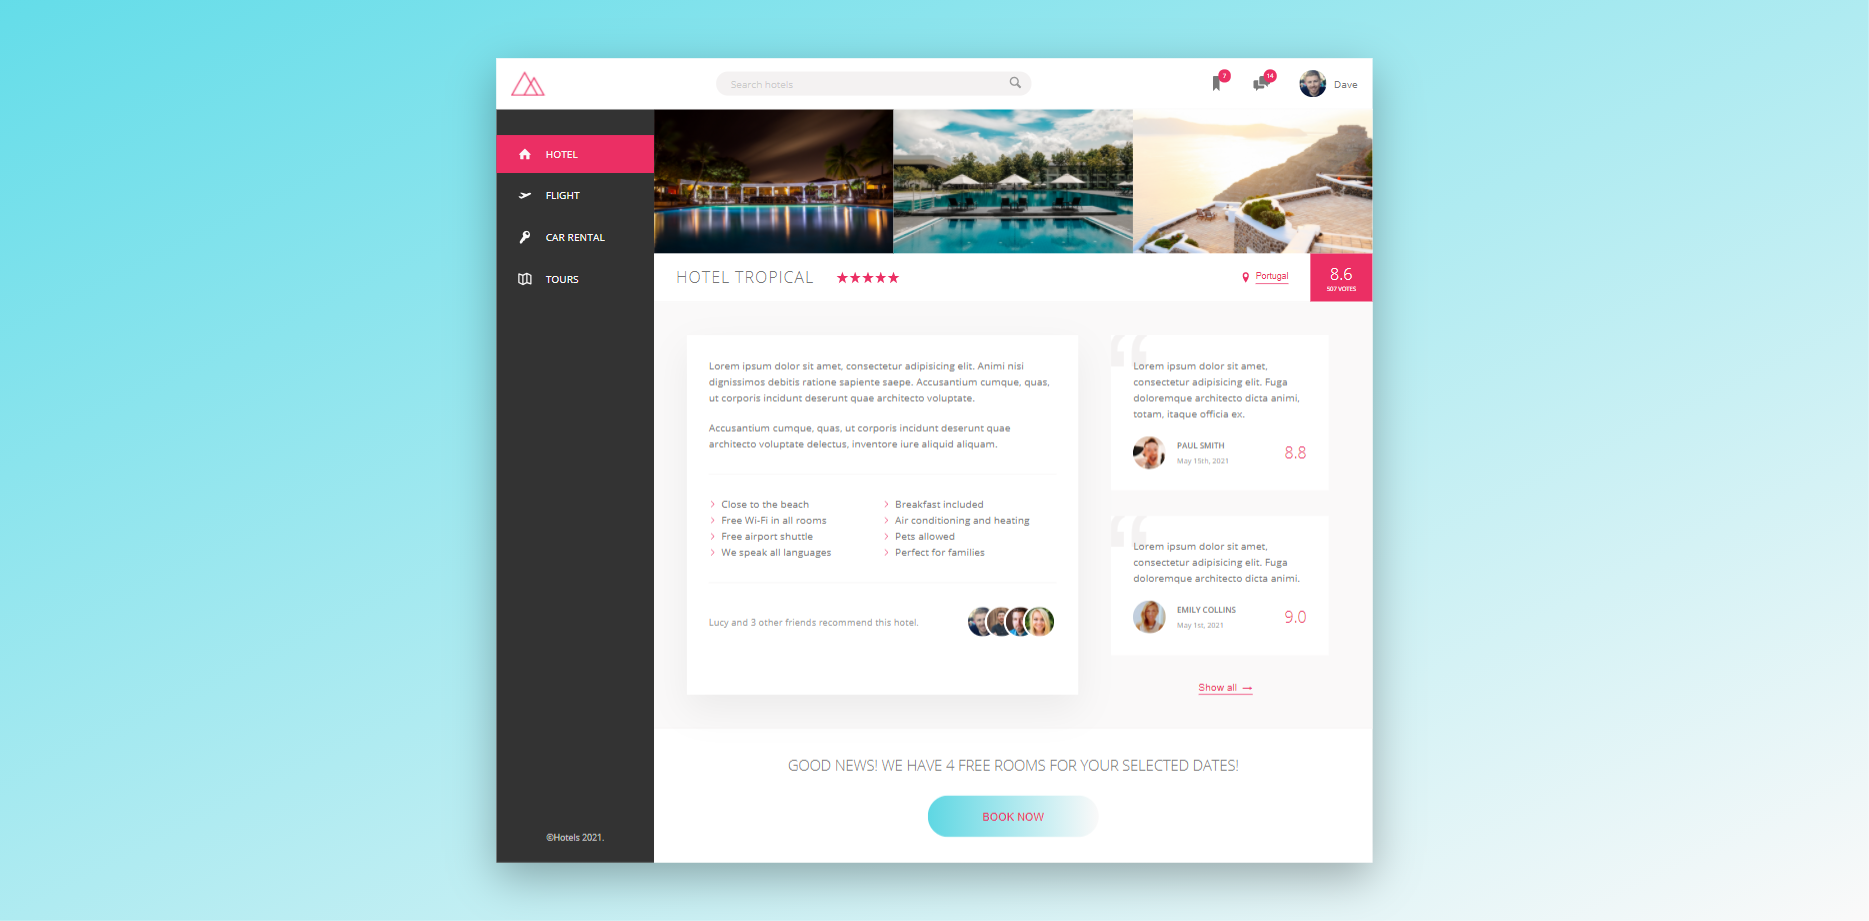 Search hotels
7
14
Dave
HOTEL
FLIGHT
CAR RENTAL
TOURS
©Hotels 2021.
HOTEL TROPICAL
Portugal
8.6
507 VOTES
Lorem ipsum dolor sit amet, consectetur adipisicing elit. Animi nisi
dignissimos debitis ratione sapiente saepe. Accusantium cumque, quas,
ut corporis incidunt deserunt quae architecto voluptate.
Accusantium cumque, quas, ut corporis incidunt deserunt quae
architecto voluptate delectus, inventore iure aliquid aliquam.
Close to the beach
Free Wi-Fi in all rooms
Free airport shuttle
We speak all languages
Breakfast included
Air conditioning and heating
Pets allowed
Perfect for families
Lucy and 3 other friends recommend this hotel.
Lorem ipsum dolor sit amet,
consectetur adipisicing elit. Fuga
doloremque architecto dicta animi,
totam, itaque officia ex.
PAUL SMITH
May 15th, 2021
8.8
Lorem ipsum dolor sit amet,
consectetur adipisicing elit. Fuga
doloremque architecto dicta animi.
EMILY COLLINS
May 1st, 2021
9.0
Show all →
GOOD NEWS! WE HAVE 4 FREE ROOMS FOR YOUR SELECTED DATES!
BOOK NOW